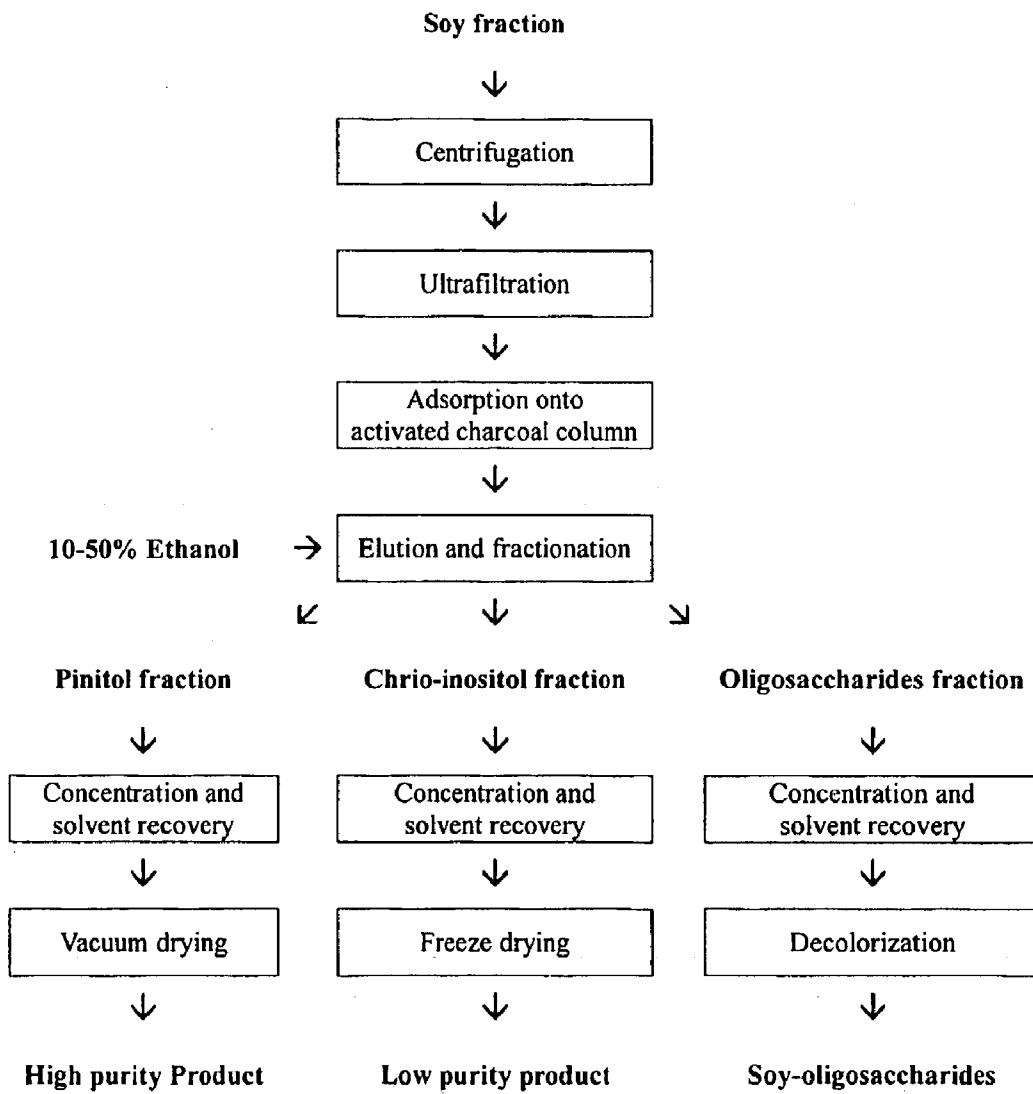 Soy fraction
Centrifugation
Ultrafiltration
Adsorption onto
activated charcoal column
10-50% Ethanol
Elution and fractionation
Pinitol fraction
Chrio-inositol fraction
Oligosaccharides fraction
Concentration and
solvent recovery
Concentration and
solvent recovery
Concentration and
solvent recovery
Vacuum drying
Freeze drying
Decolorization
High purity Product
Low purity product
Soy-oligosaccharides